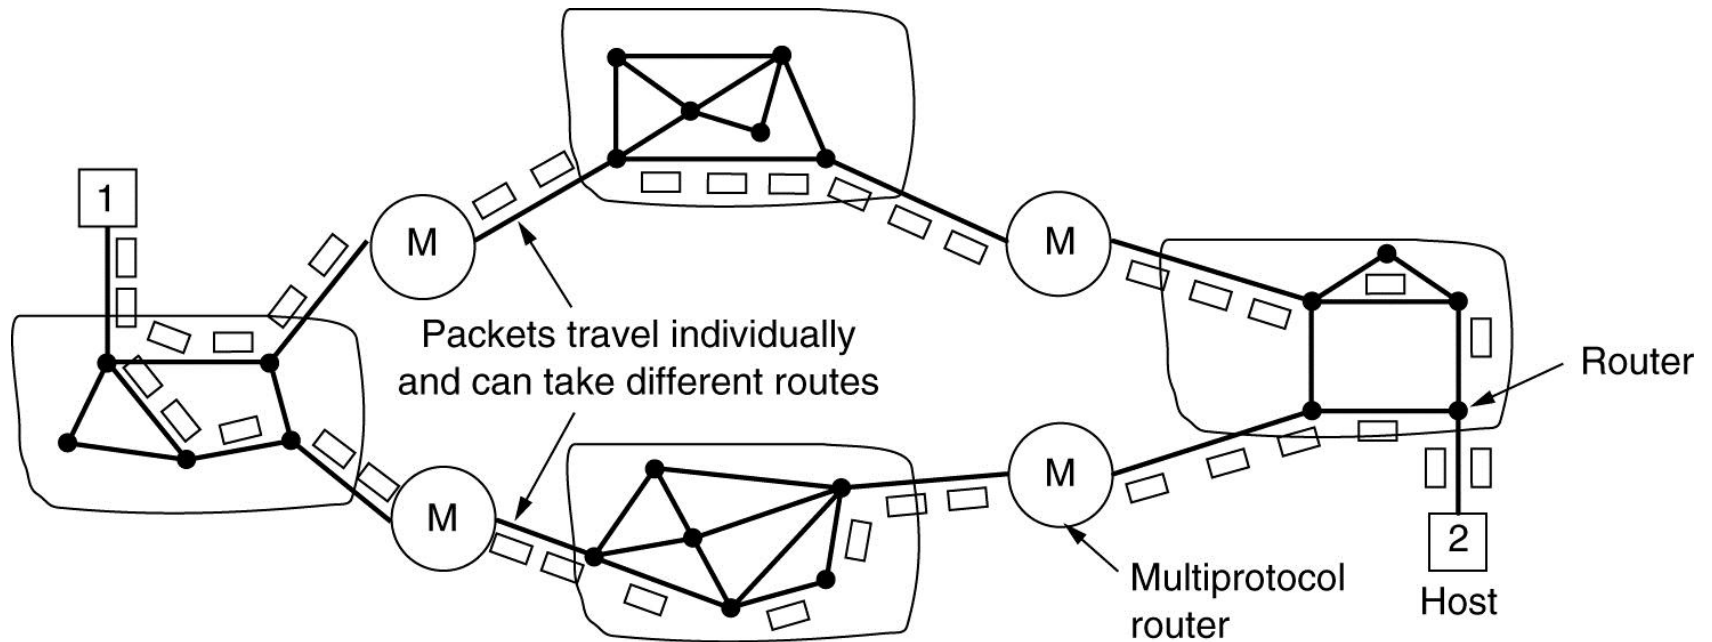 1
M
M
Packets travel individually
and can take different routes
Router
M
M
2
Multiprotocol
router
Host